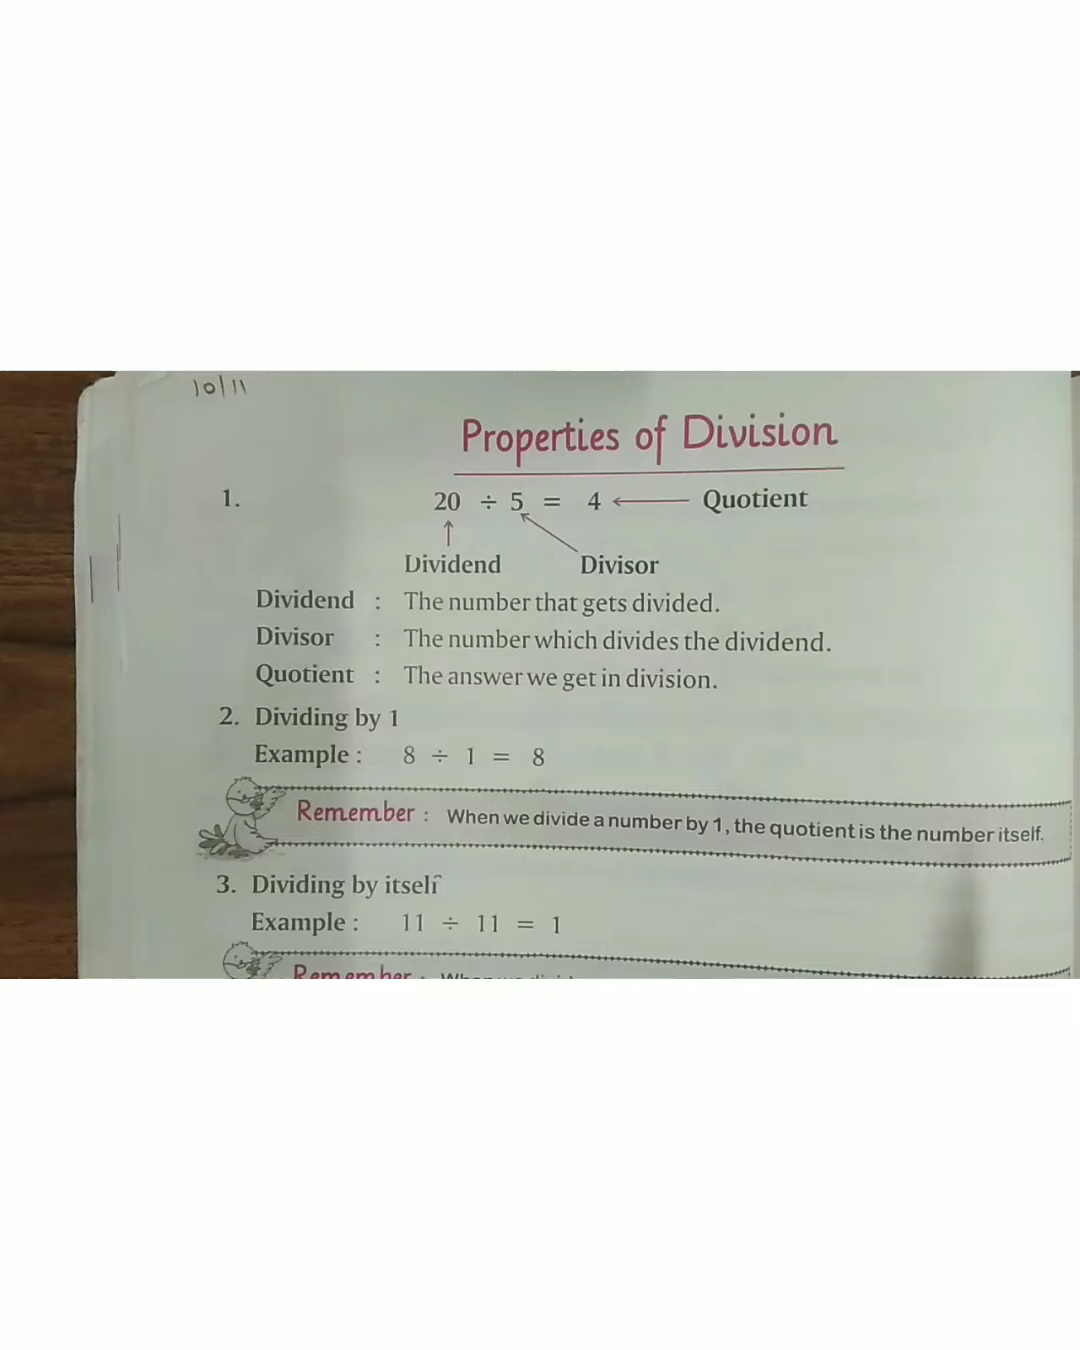 10/11
Properties of Division
1. 20 ÷ 5 = 4 ← Quotient
↑
Dividend Divisor
Dividend : The number that gets divided.
Divisor : The number which divides the dividend.
Quotient : The answer we get in division.
2. Dividing by 1
Example : 8 ÷ 1 = 8
Remember : When we divide a number by 1, the quotient is the number itself.
3. Dividing by itself
Example : 11 ÷ 11 = 1
Remember :